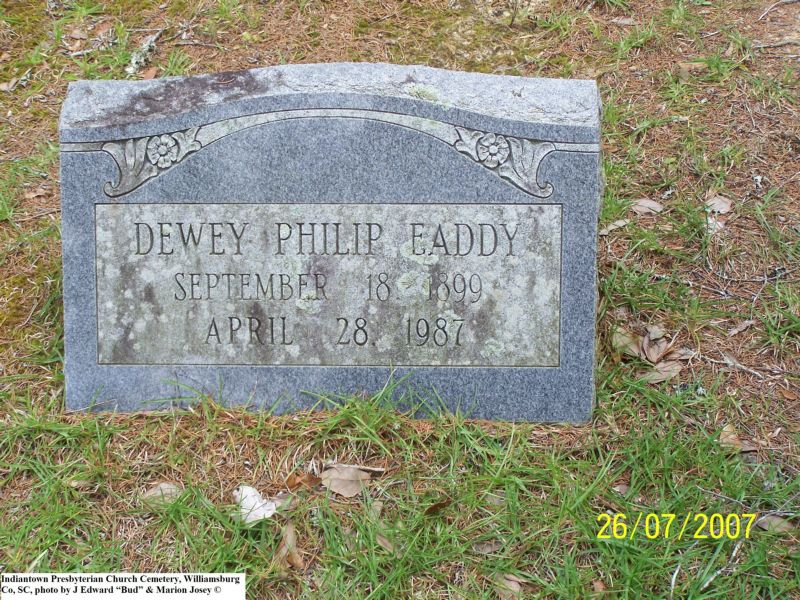 DEWEY PHILIP EADDY
SEPTEMBER 18, 1899
APRIL 28, 1987
26/07/2007
Indiantown Presbyterian Church Cemetery, Williamsburg
Co, SC, photo by J Edward “Bud” & Marion Josey ©